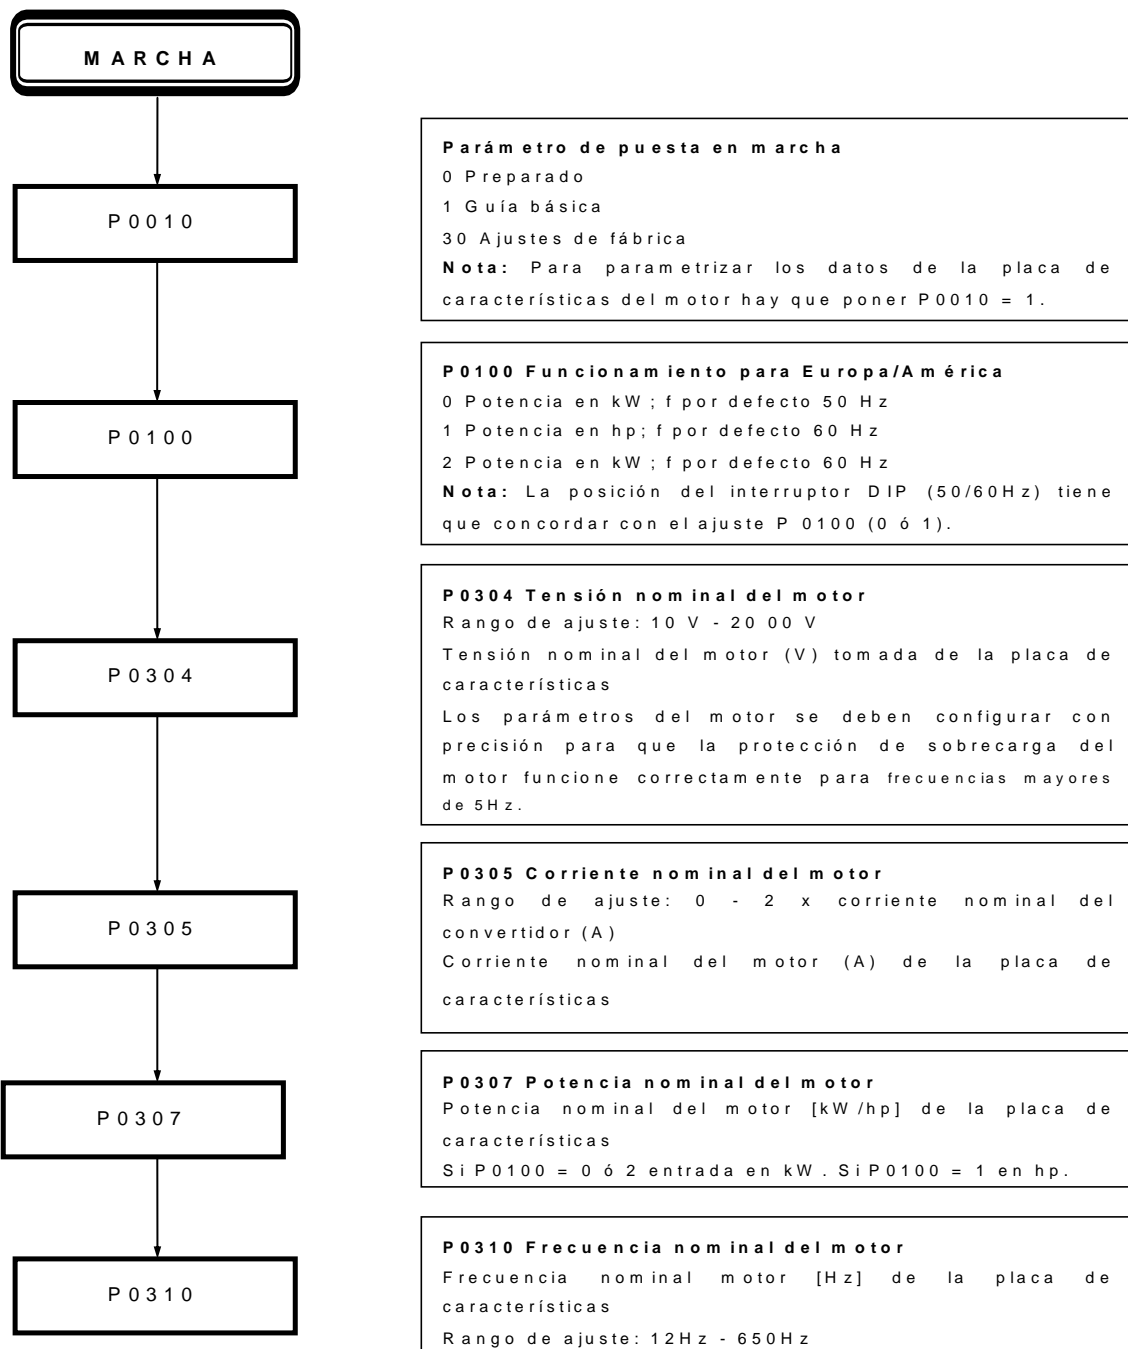 MARCHA
P0010
Parámetro de puesta en marcha
0 Preparado
1 Guía básica
30 Ajustes de fábrica
Nota: Para parametrizar los datos de la placa de
características del motor hay que poner P0010 = 1.
P0100
P0100 Funcionamiento para Europa/América
0 Potencia en kW; f por defecto 50 Hz
1 Potencia en hp; f por defecto 60 Hz
2 Potencia en kW; f por defecto 60 Hz
Nota: La posición del interruptor DIP (50/60Hz) tiene
que concordar con el ajuste P 0100 (0 ó 1).
P0304
P0304 Tensión nominal del motor
Rango de ajuste: 10 V - 20 00 V
Tensión nominal del motor (V) tomada de la placa de
características
Los parámetros del motor se deben configurar con
precisión para que la protección de sobrecarga del
motor funcione correctamente para frecuencias mayores
de 5Hz.
P0305
P0305 Corriente nominal del motor
Rango de ajuste: 0 - 2 x corriente nominal del
convertidor (A)
Corriente nominal del motor (A) de la placa de
características
P0307
P0307 Potencia nominal del motor
Potencia nominal del motor [kW/hp] de la placa de
características
Si P0100 = 0 ó 2 entrada en kW. Si P0100 = 1 en hp.
P0310
P0310 Frecuencia nominal del motor
Frecuencia nominal motor [Hz] de la placa de
características
Rango de ajuste: 12Hz - 650Hz